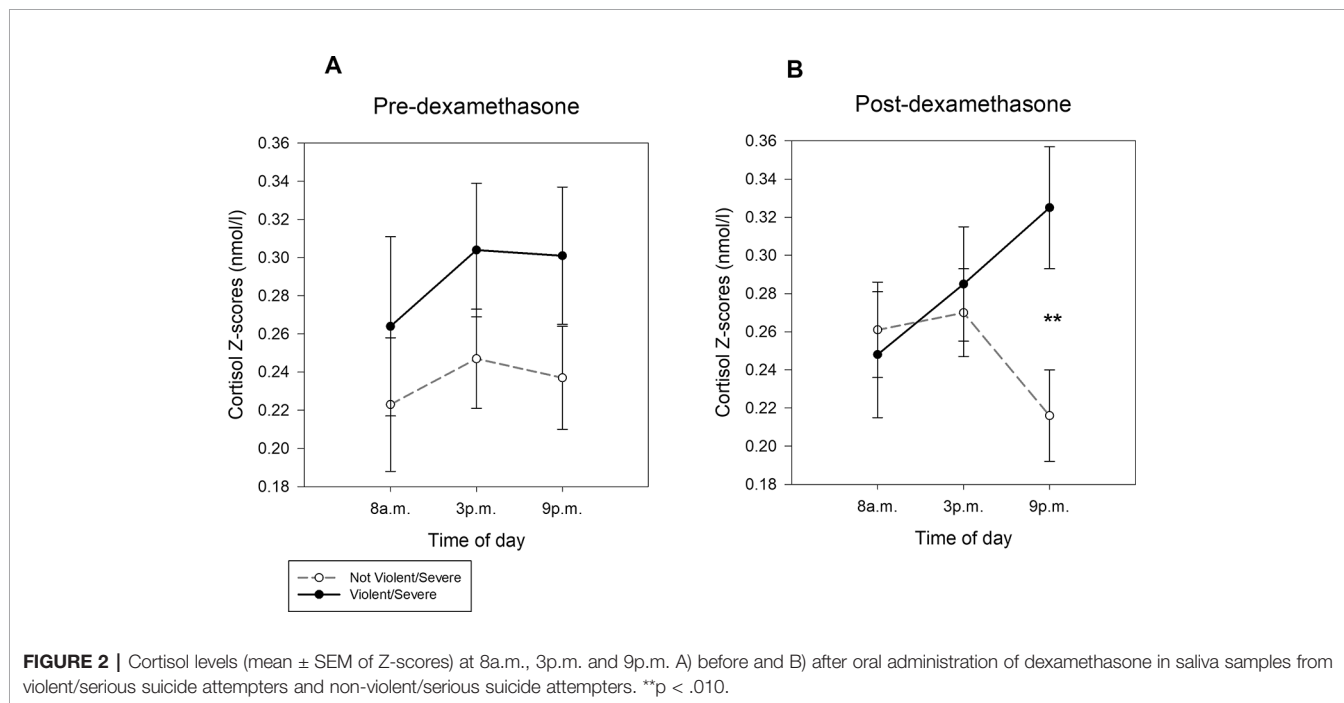 A
Pre-dexamethasone
Cortisol Z-scores (nmol/l)
0.36
0.34
0.32
0.30
0.28
0.26
0.24
0.22
0.20
0.18
8a.m. 3p.m. 9p.m.
Time of day
Not Violent/Severe
Violent/Severe
B
Post-dexamethasone
Cortisol Z-scores (nmol/l)
0.36
0.34
0.32
0.30
0.28
0.26
0.24
0.22
0.20
0.18
**
8a.m. 3p.m. 9p.m.
Time of day
FIGURE 2 | Cortisol levels (mean ± SEM of Z-scores) at 8a.m., 3p.m. and 9p.m. A) before and B) after oral administration of dexamethasone in saliva samples from
violent/serious suicide attempters and non-violent/serious suicide attempters. **p < .010.